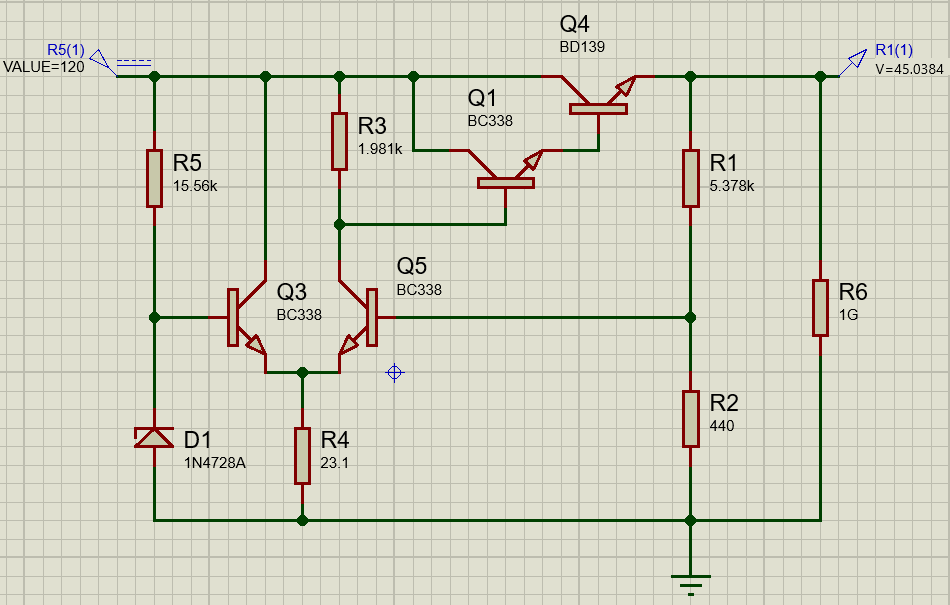 Q4
BD139
R5(1)
VALUE=120
R1(1)
V=45.0384
Q1
BC338
R3
1.981k
R5
15.56k
R1
5.378k
Q5
BC338
Q3
BC338
R6
1G
R2
440
D1
1N4728A
R4
23.1